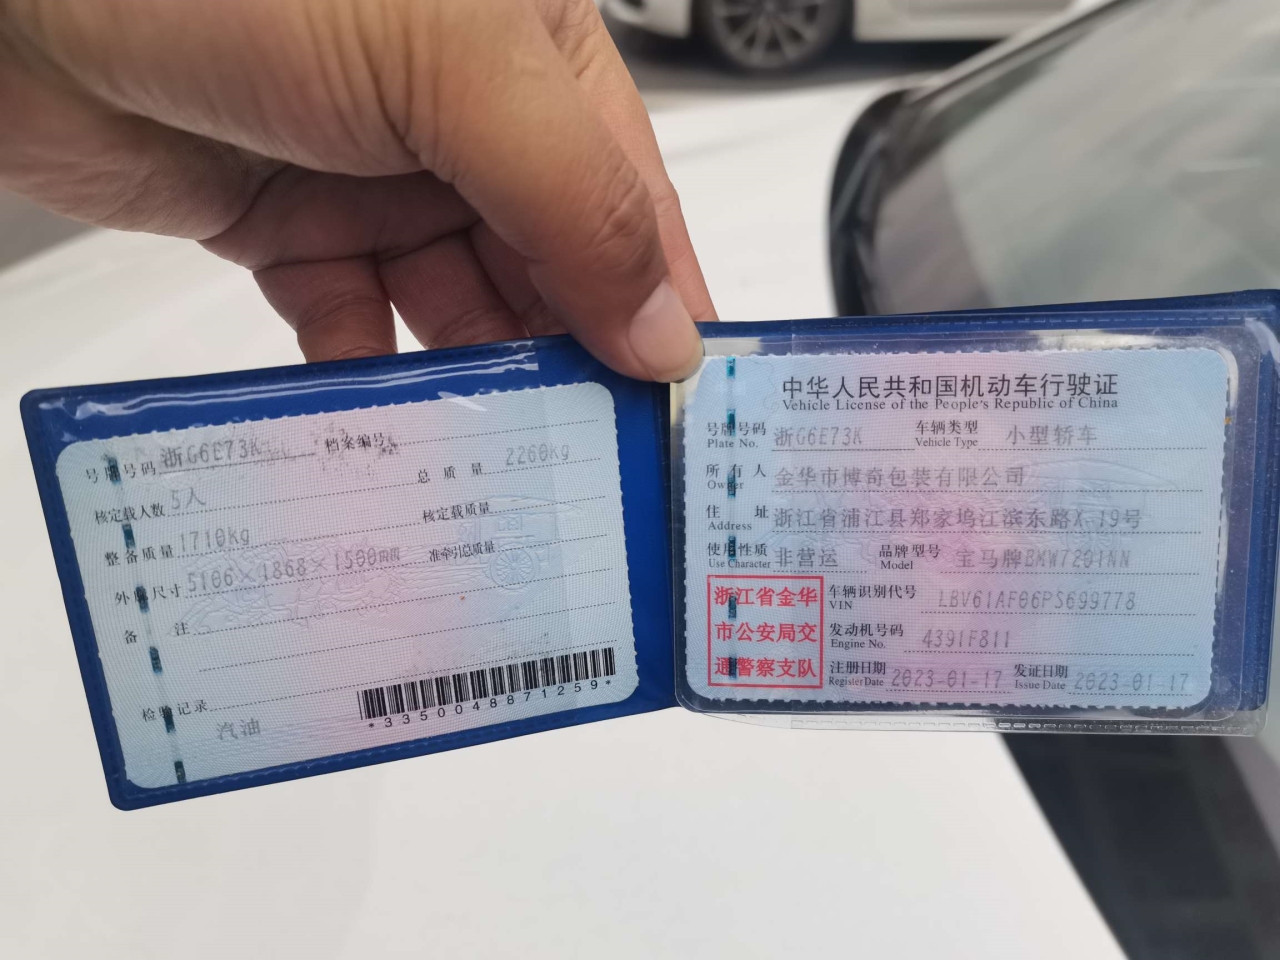 号牌号码 浙G6E73K 档案编号
核定载人数 5人 总质量 2260kg
整备质量 1710kg 核定载质量
外廓尺寸 5106×1868×1500mm 准牵引总质量
备注
检验记录
汽油
*3350048871259*
中华人民共和国机动车行驶证
Vehicle License of the People's Republic of China
号牌号码 浙G6E73K 车辆类型 小型轿车
Plate No. Vehicle Type
所有人 金华市博奇包装有限公司
Owner
住址 浙江省浦江县郑家坞江滨东路X-19号
Address
使用性质 非营运 品牌型号 宝马牌BMW7201NN
Use Character Model
浙江省金华
市公安局交
通警察支队
车辆识别代号 LBV61AF06PS699778
VIN
发动机号码 4391F811
Engine No.
注册日期 2023-01-17 发证日期 2023-01-17
Register Date Issue Date